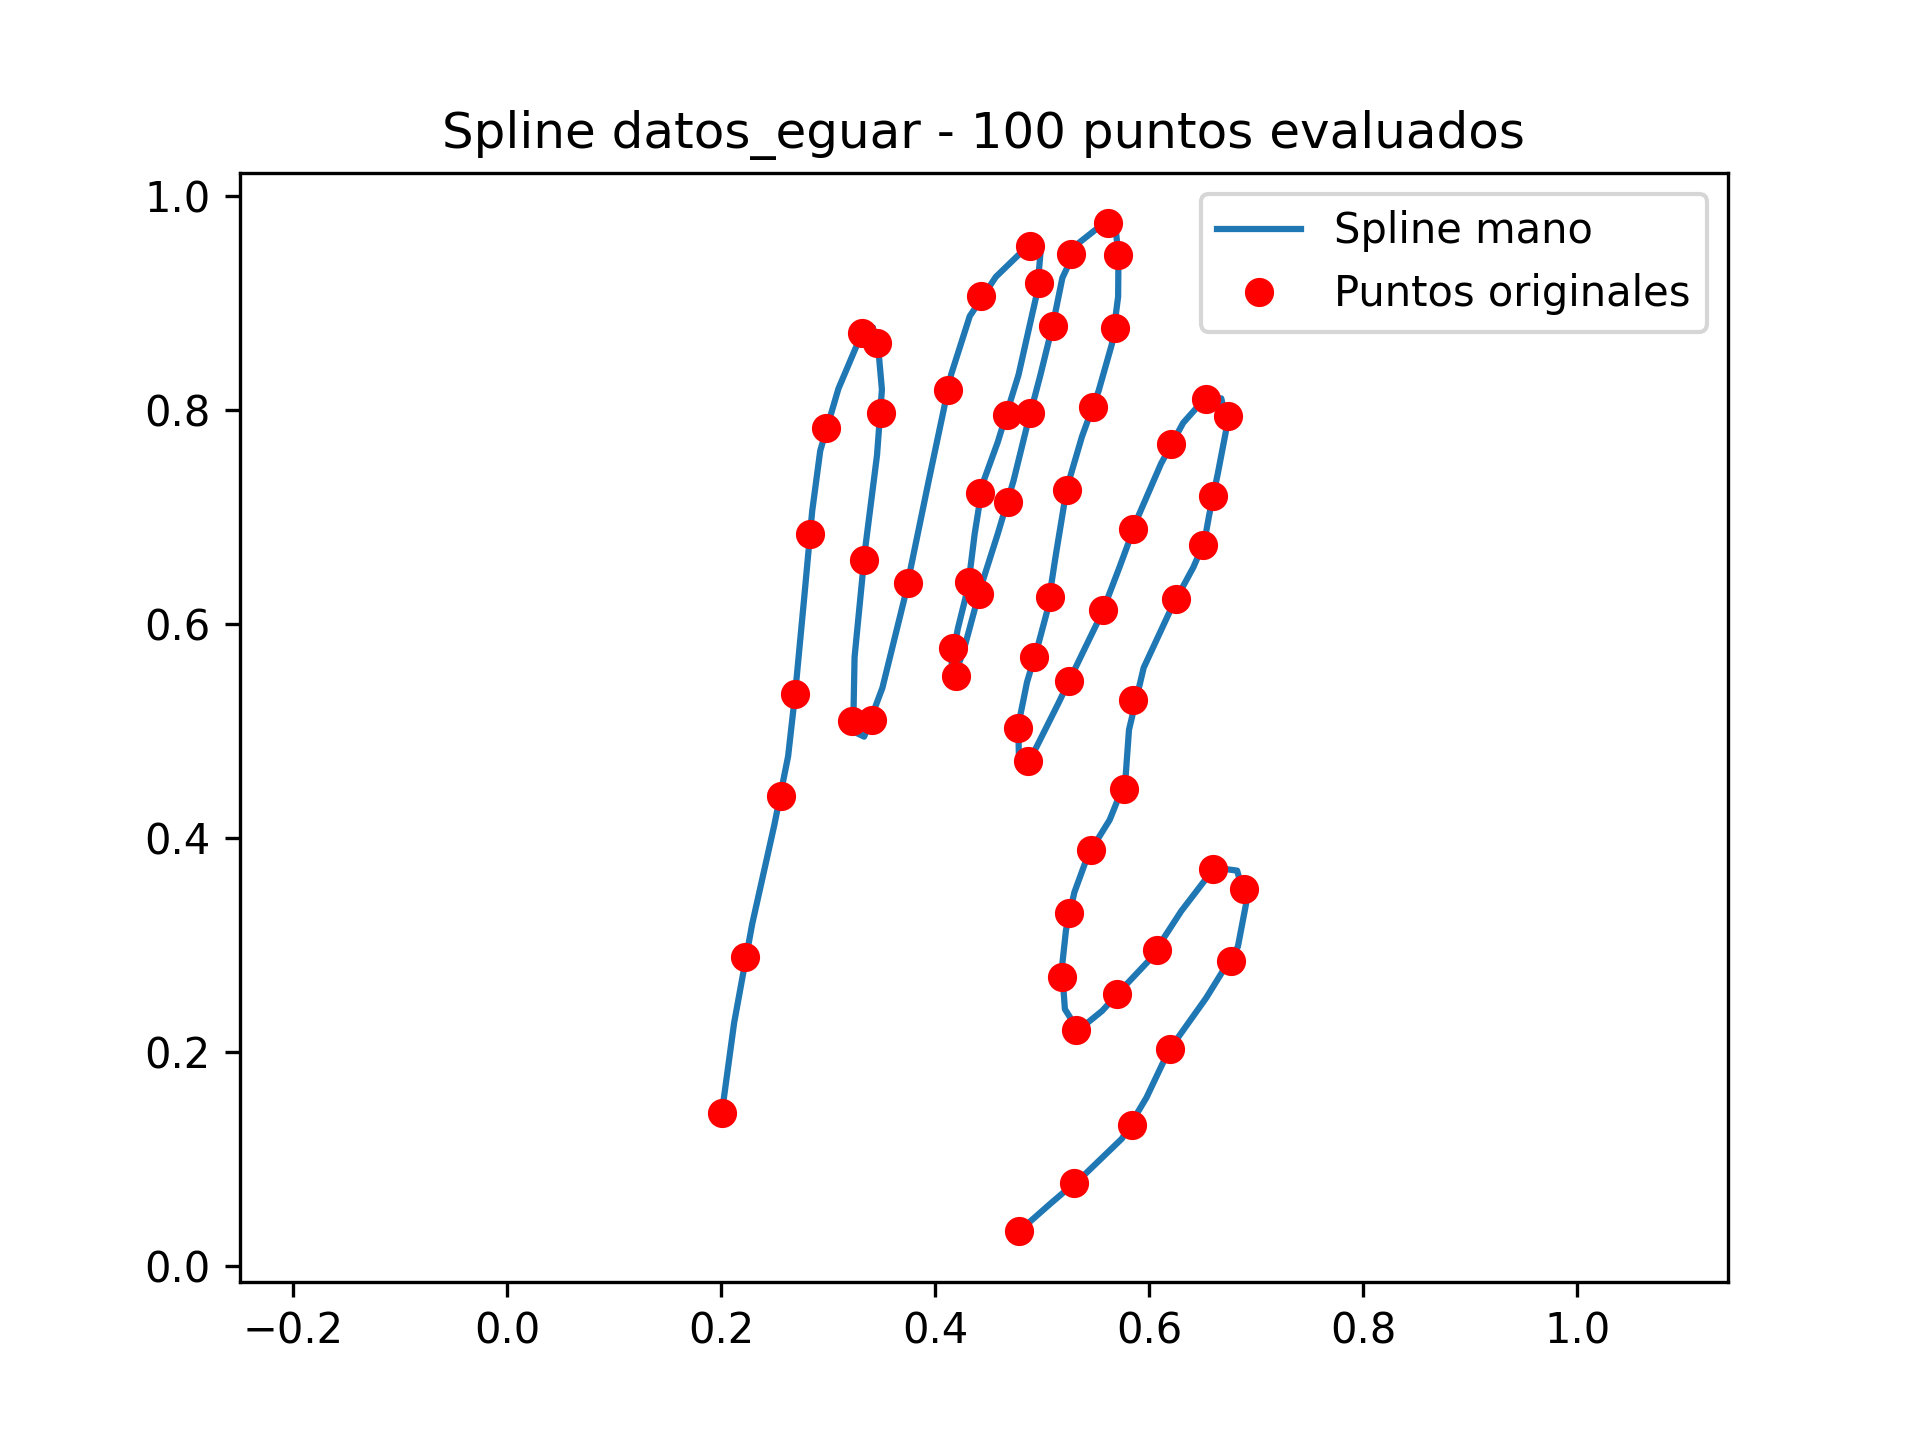 Spline datos_eguar - 100 puntos evaluados
Spline mano
Puntos originales
1.0
0.8
0.6
0.4
0.2
0.0
−0.2 0.0 0.2 0.4 0.6 0.8 1.0